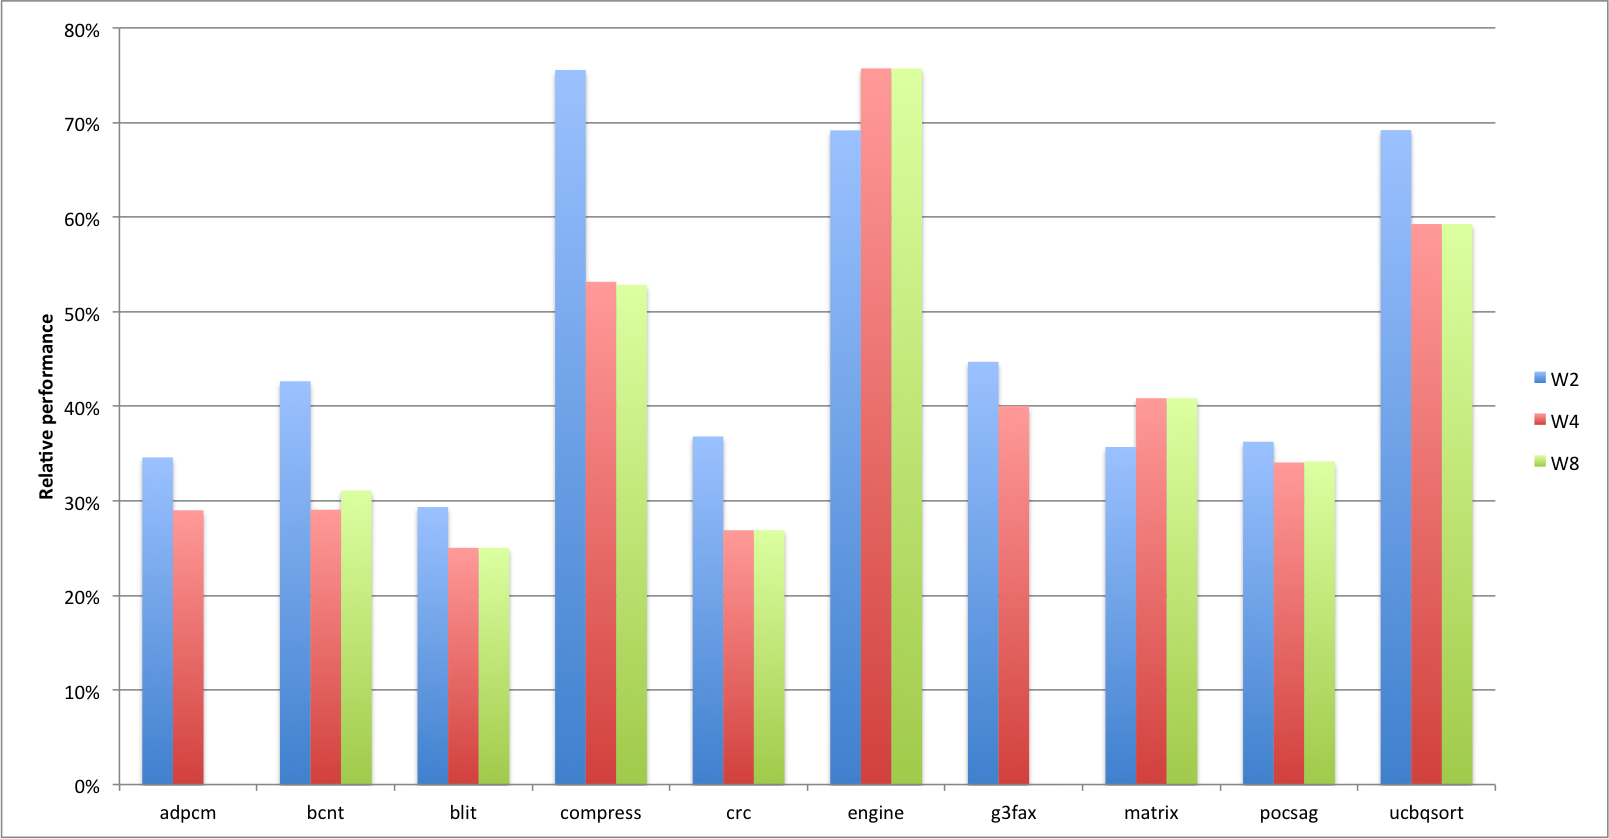 80%
70%
60%
50%
40%
30%
20%
10%
0%
Relative performance
adpcm bcnt blit compress crc engine g3fax matrix pocsag ucbqsort
W2
W4
W8